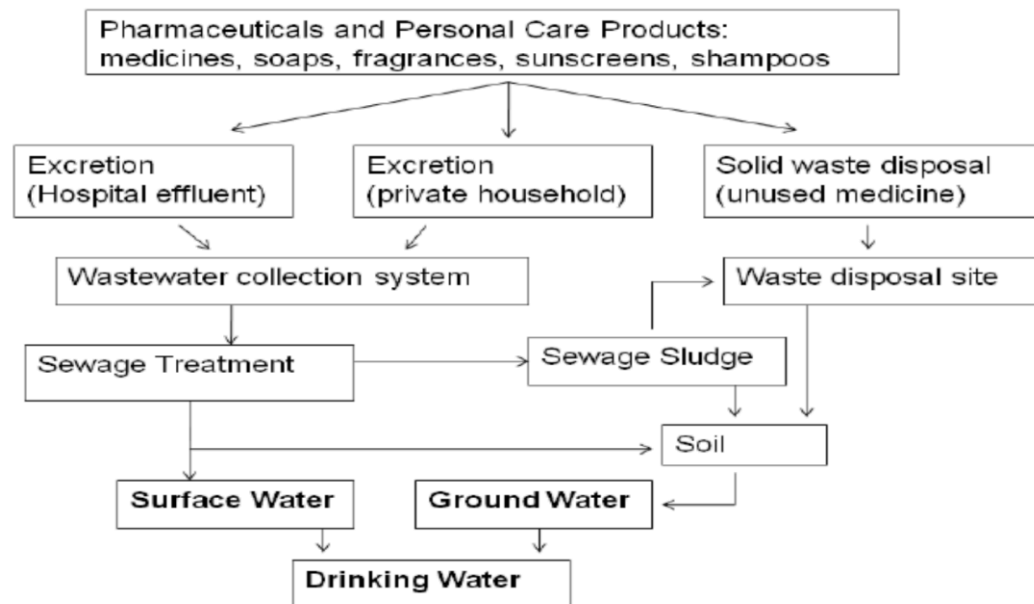 Pharmaceuticals and Personal Care Products:
medicines, soaps, fragrances, sunscreens, shampoos
Excretion
(Hospital effluent)
Excretion
(private household)
Solid waste disposal
(unused medicine)
Wastewater collection system
Waste disposal site
Sewage Treatment
Sewage Sludge
Soil
Surface Water
Ground Water
Drinking Water